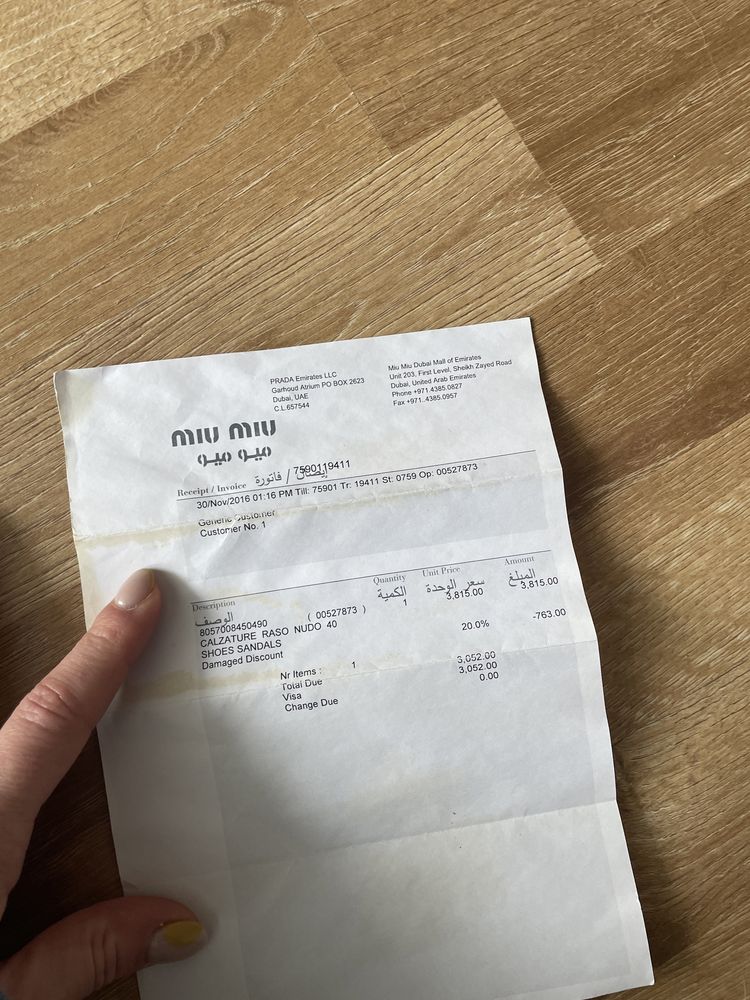 PRADA Emirates LLC
Garhoud Atrium PO BOX 2623
Dubai, UAE
C.L.657544
Miu Miu Dubai Mall of Emirates
Unit 203, First Level, Sheikh Zayed Road
Dubai, United Arab Emirates
Phone +971.4385.0827
Fax +971..4385.0957
MIU MIU
ميو ميو
Receipt / Invoice إيصال / فاتورة 7590119411
30/Nov/2016 01:16 PM Till: 75901 Tr: 19411 St: 0759 Op: 00527873
Generic Customer
Customer No. 1
Description Quantity Unit Price Amount
الوصف الكمية سعر الوحدة المبلغ
8057008450490 ( 00527873 ) 1 3,815.00 3,815.00
CALZATURE RASO NUDO 40
SHOES SANDALS
Damaged Discount 20.0% -763.00
Nr Items : 1
Total Due 3,052.00
Visa 3,052.00
Change Due 0.00